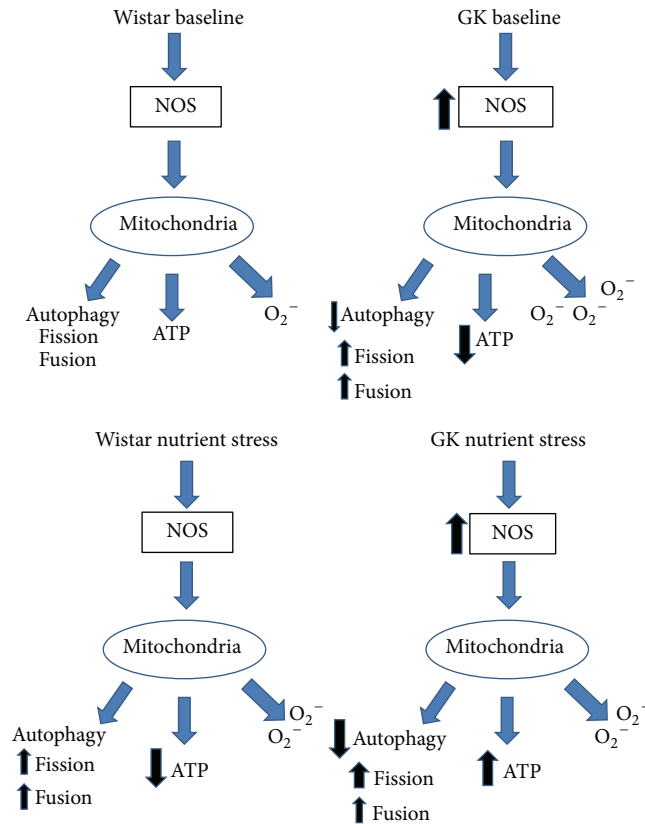 Wistar baseline
NOS
Mitochondria
Autophagy
Fission
Fusion
ATP
O₂⁻
GK baseline
NOS
Mitochondria
Autophagy
Fission
Fusion
ATP
O₂⁻
O₂⁻ O₂⁻
Wistar nutrient stress
NOS
Mitochondria
Autophagy
Fission
Fusion
ATP
O₂⁻
O₂⁻
GK nutrient stress
NOS
Mitochondria
Autophagy
Fission
Fusion
ATP
O₂⁻
O₂⁻